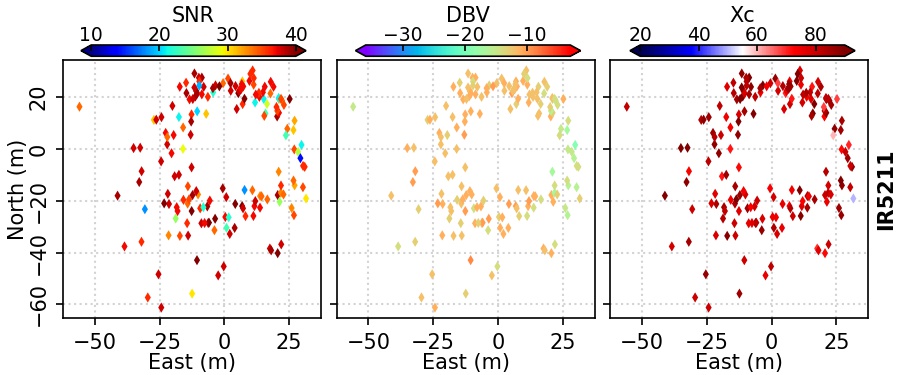 SNR DBV Xc
10 20 30 40 −30 −20 −10 20 40 60 80
20
0
−20
−40
−60
North (m)
−50 −25 0 25 −50 −25 0 25 −50 −25 0 25
East (m) East (m) East (m)
IR5211